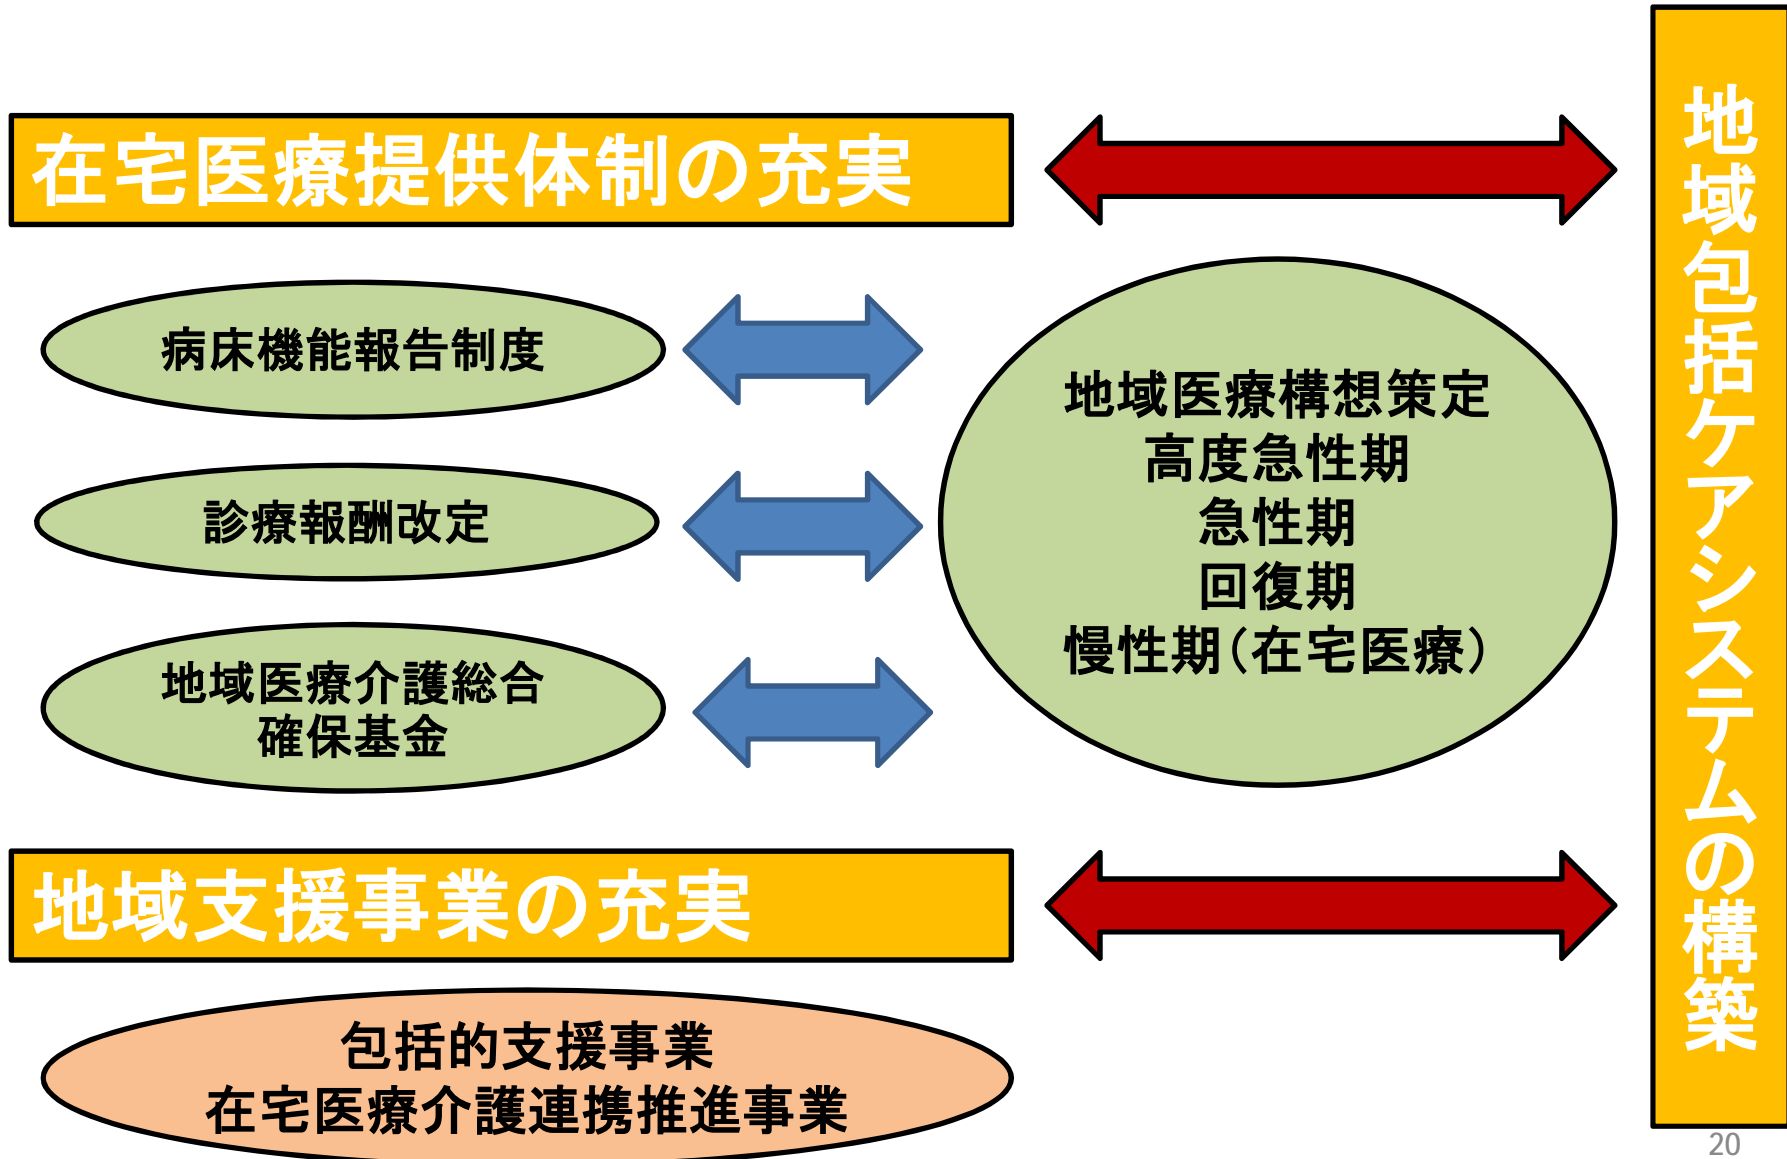 在宅医療提供体制の充実
病床機能報告制度
診療報酬改定
地域医療介護総合
確保基金
地域医療構想策定
高度急性期
急性期
回復期
慢性期（在宅医療）
地域支援事業の充実
包括的支援事業
在宅医療介護連携推進事業
地域包括ケアシステムの構築
20